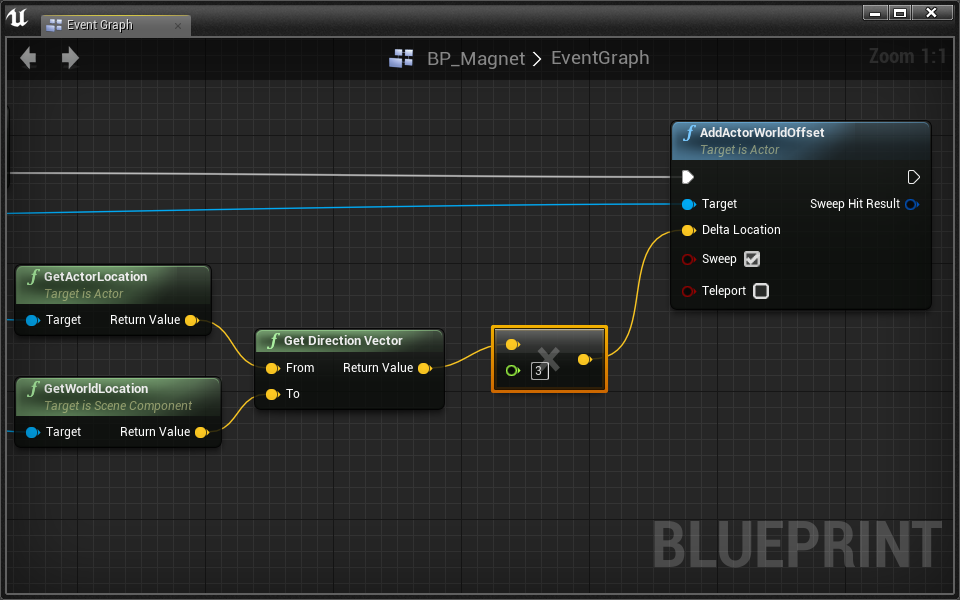 Event Graph
BP_Magnet > EventGraph
Zoom 1:1
AddActorWorldOffset
Target is Actor
Target
Sweep Hit Result
Delta Location
Sweep
Teleport
GetActorLocation
Target is Actor
Target
Return Value
Get Direction Vector
From
Return Value
To
3
GetWorldLocation
Target is Scene Component
Target
Return Value
BLUEPRINT